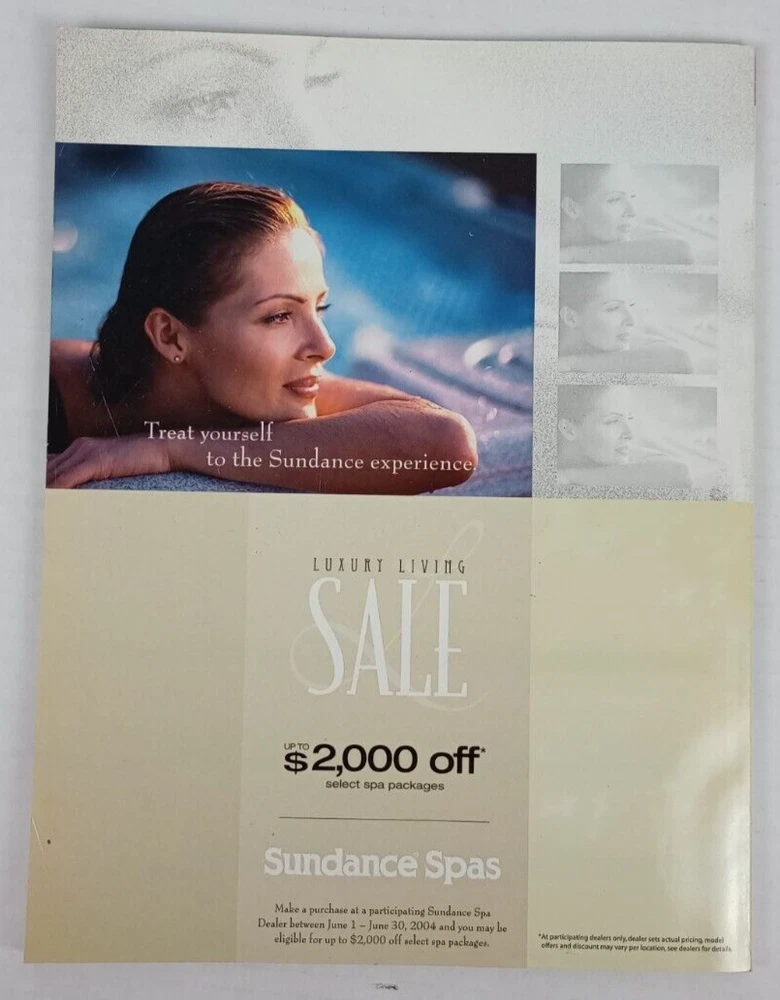 Treat yourself
to the Sundance experience.
LUXURY LIVING
SALE
UP TO
$2,000 off*
select spa packages
Sundance® Spas
Make a purchase at a participating Sundance Spa
Dealer between June 1 – June 30, 2004 and you may be
eligible for up to $2,000 off select spa packages.
*At participating dealers only, dealer sets actual pricing, model
offers and discount may vary per location, see dealers for details.